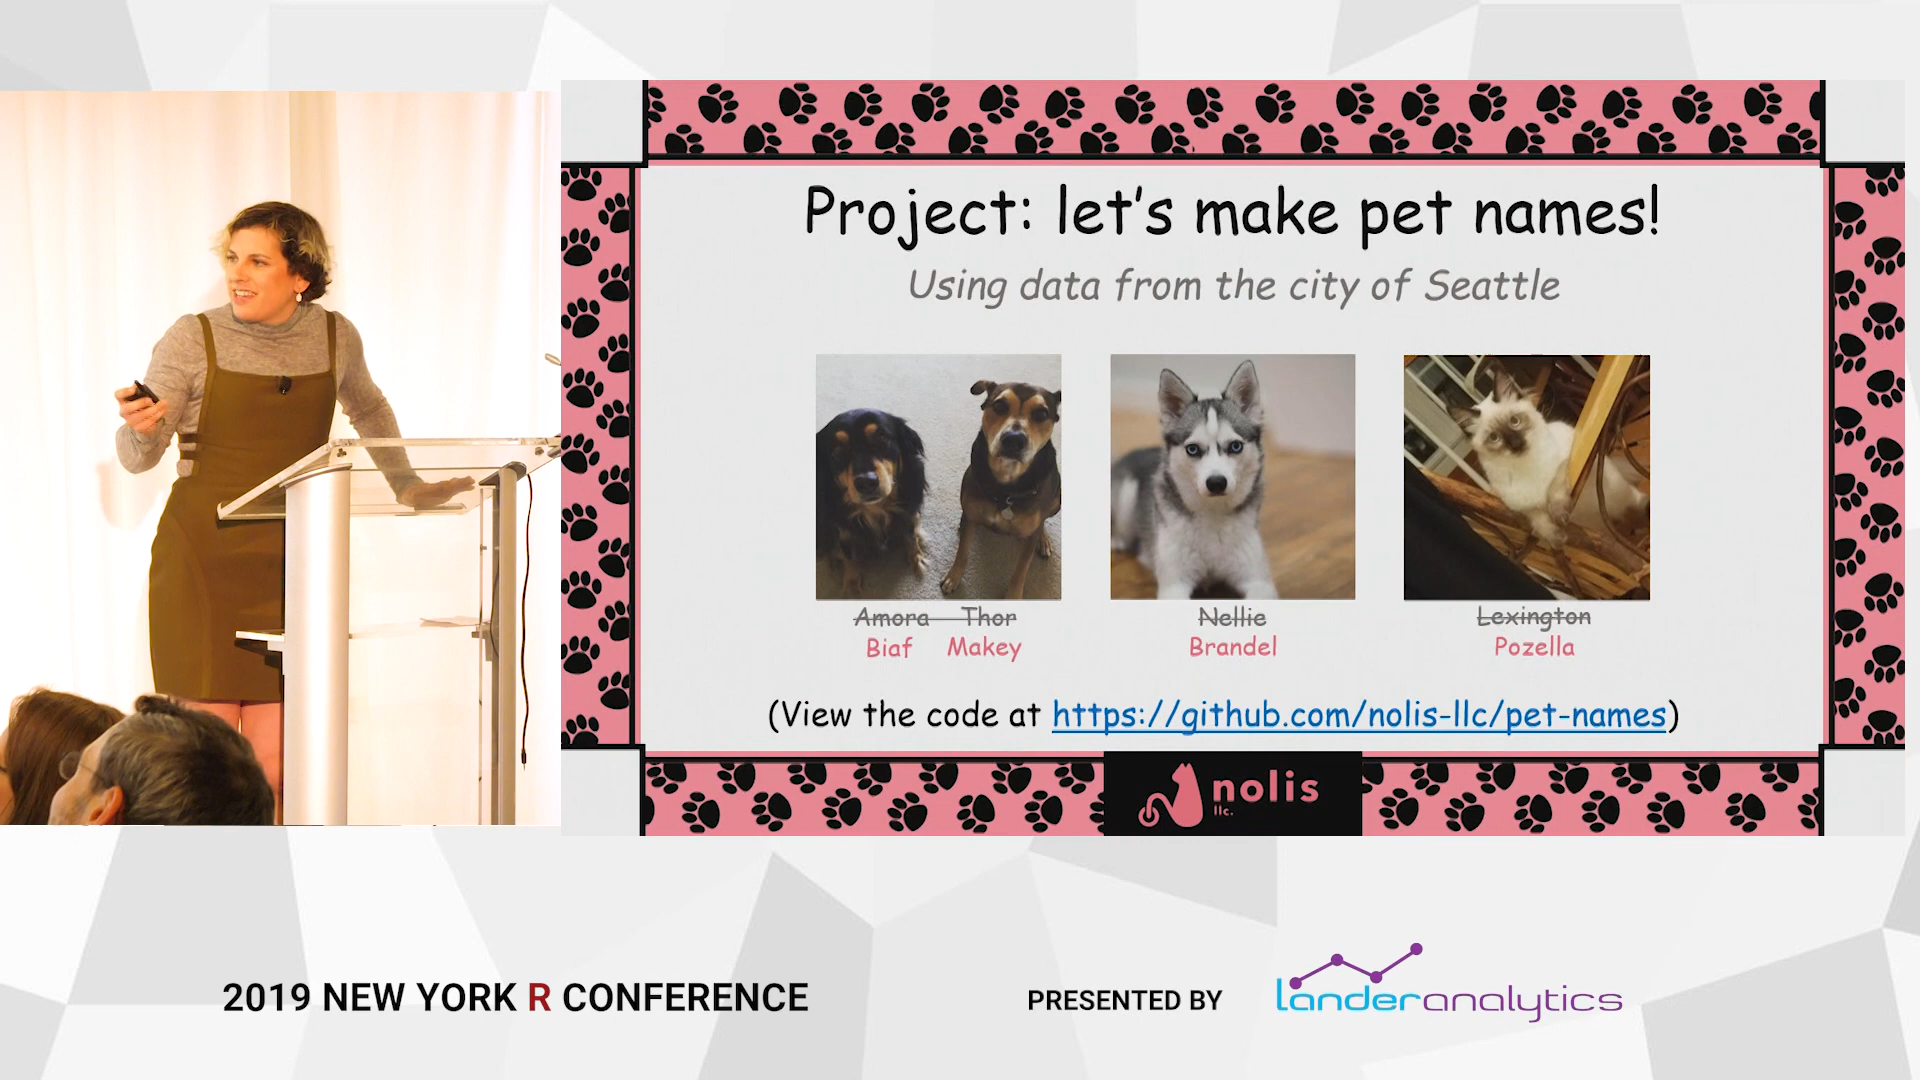 Project: let's make pet names!
Using data from the city of Seattle
Amora Thor
Biaf Makey
Nellie
Brandel
Lexington
Pozella
(View the code at https://github.com/nolis-llc/pet-names)
nolis
llc.
2019 NEW YORK R CONFERENCE
PRESENTED BY
landeranalytics